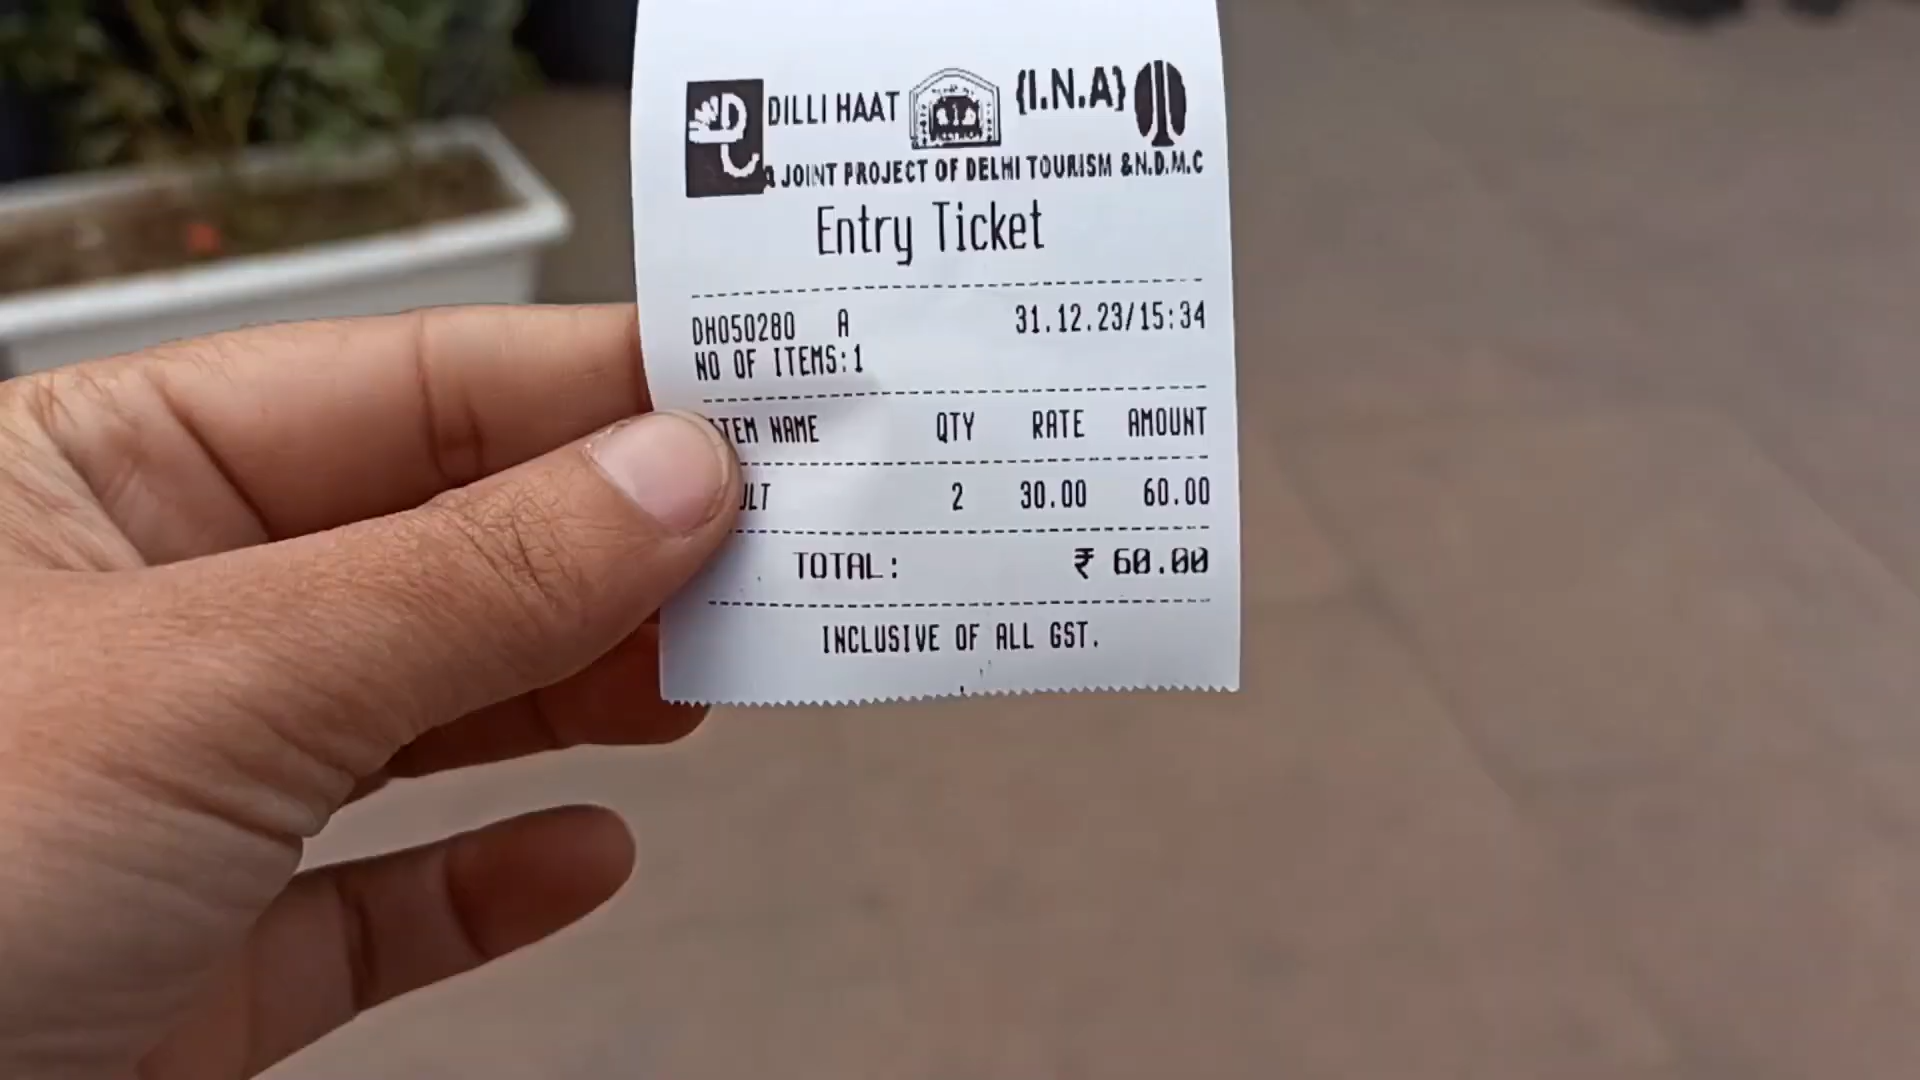 DILLI HAAT {I.N.A}
a JOINT PROJECT OF DELHI TOURISM &N.D.M.C
Entry Ticket
DH050280 A 31.12.23/15:34
NO OF ITEMS:1
NAME QTY RATE AMOUNT
2 30.00 60.00
TOTAL: ₹ 60.00
INCLUSIVE OF ALL GST.